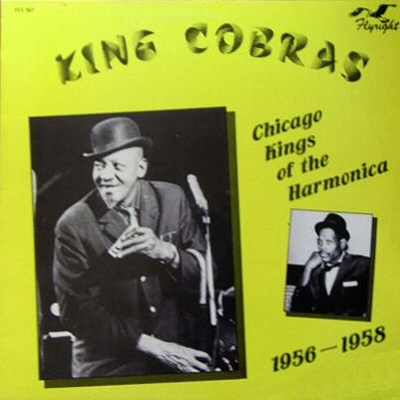 KING COBRAS
Flyright
Chicago
Kings
of the
Harmonica
1956—1958